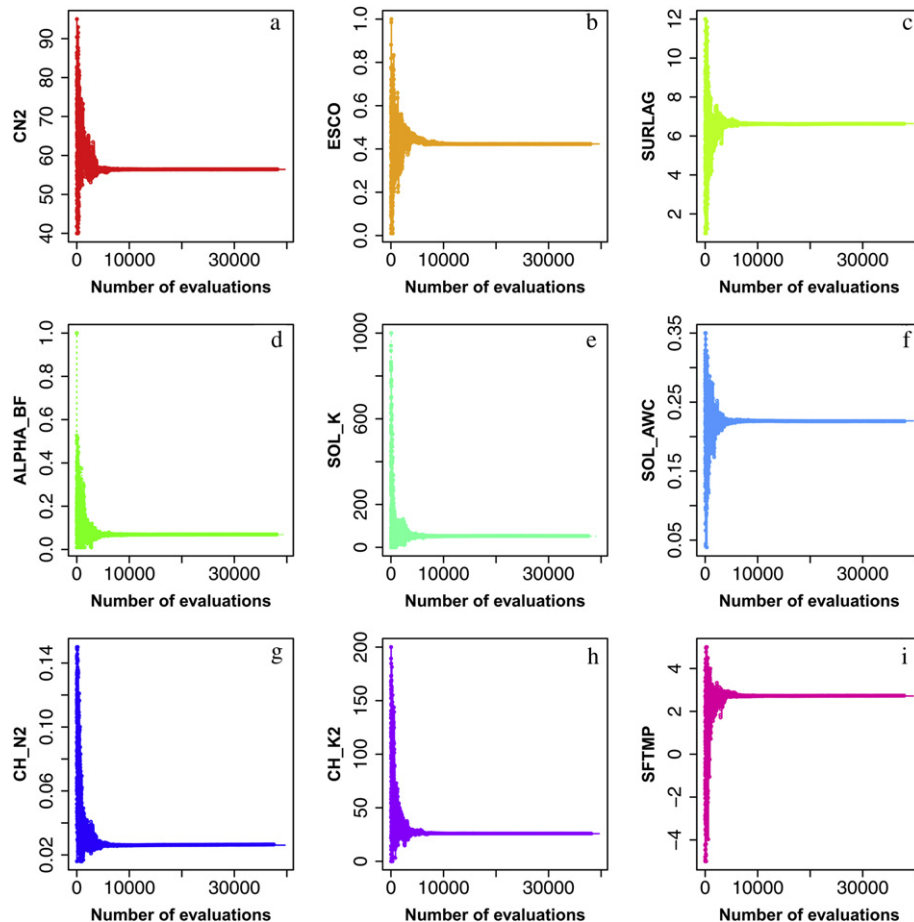 a
CN2
40 50 60 70 80 90
0 10000 30000
Number of evaluations
b
ESCO
0.0 0.2 0.4 0.6 0.8 1.0
0 10000 30000
Number of evaluations
c
SURLAG
2 4 6 8 10 12
0 10000 30000
Number of evaluations
d
ALPHA_BF
0.0 0.2 0.4 0.6 0.8 1.0
0 10000 30000
Number of evaluations
e
SOL_K
0 200 600 1000
0 10000 30000
Number of evaluations
f
SOL_AWC
0.05 0.15 0.25 0.35
0 10000 30000
Number of evaluations
g
CH_N2
0.02 0.06 0.10 0.14
0 10000 30000
Number of evaluations
h
CH_K2
0 50 100 150 200
0 10000 30000
Number of evaluations
i
SFTMP
−4 −2 0 2 4
0 10000 30000
Number of evaluations